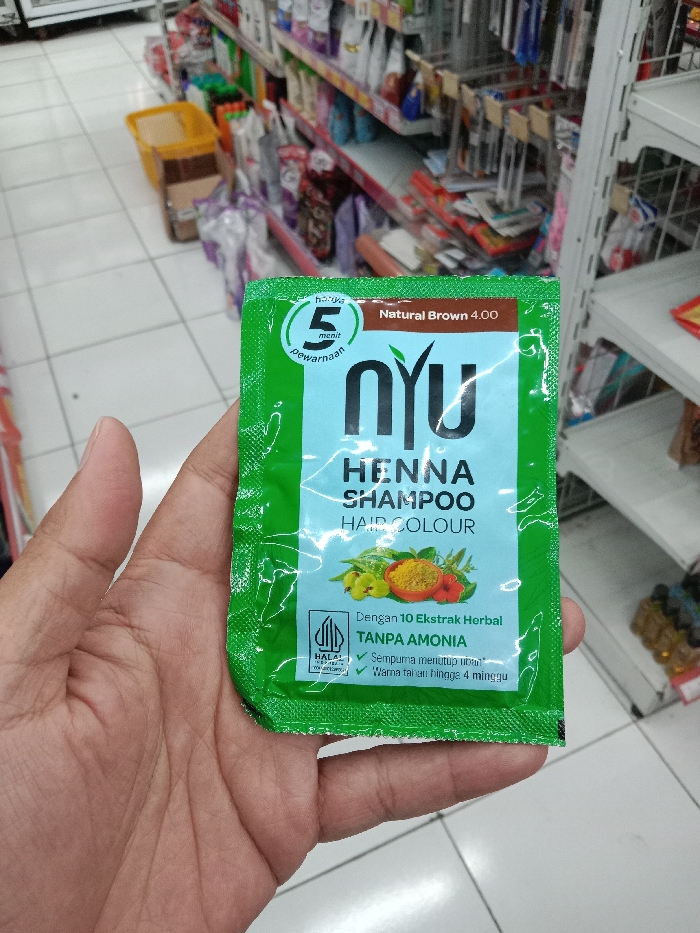 hanya
5
menit
pewarnaan
Natural Brown 4.00
NYU
HENNA
SHAMPOO
HAIR COLOUR
Dengan 10 Ekstrak Herbal
TANPA AMONIA
Sempurna menutup uban
Warna tahan hingga 4 minggu
HALAL
INDONESIA